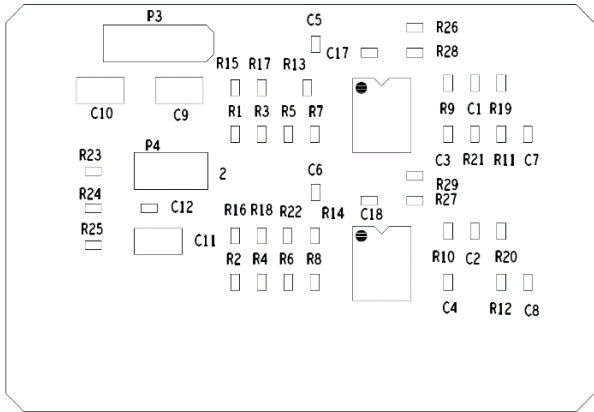 P3
C5
R26
C17
R28
R15 R17 R13
C10
C9
R1 R3 R5 R7
R9 C1 R19
P4
R23
2
C6
C3 R21 R11 C7
R29
R24
C12
R27
R16 R18 R22 R14 C18
R25
C11
R2 R4 R6 R8
R10 C2 R20
C4 R12 C8